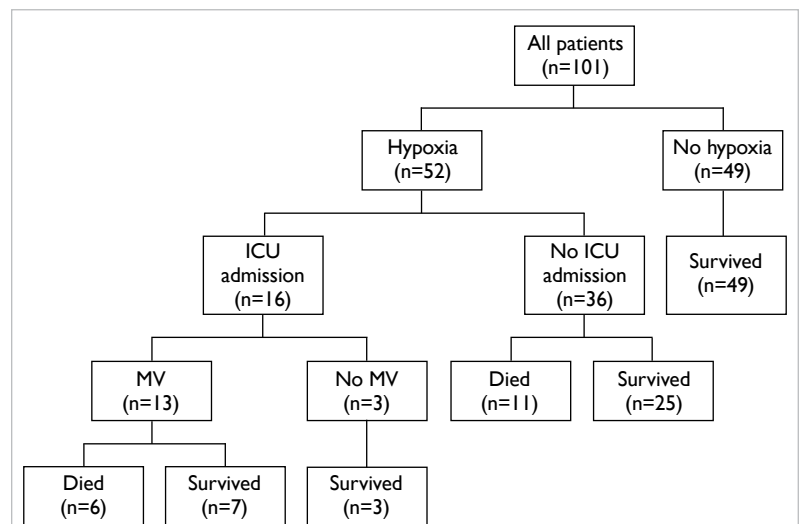 All patients
(n=101)
Hypoxia
(n=52)
No hypoxia
(n=49)
ICU
admission
(n=16)
No ICU
admission
(n=36)
Survived
(n=49)
MV
(n=13)
No MV
(n=3)
Died
(n=11)
Survived
(n=25)
Died
(n=6)
Survived
(n=7)
Survived
(n=3)